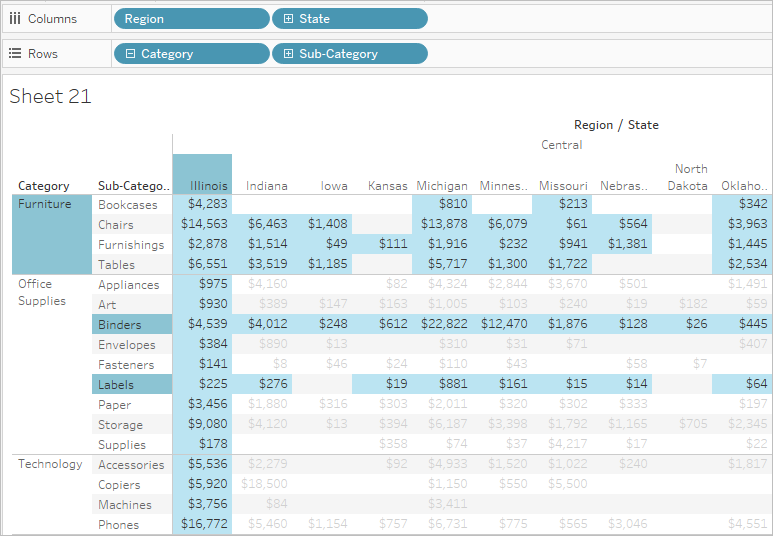 Columns Region State
Rows Category Sub-Category
Sheet 21
Region / State
Central
North
Category Sub-Catego.. Illinois Indiana Iowa Kansas Michigan Minnes.. Missouri Nebras.. Dakota Oklaho..
Furniture Bookcases $4,283 $810 $213 $342
Chairs $14,563 $6,463 $1,408 $13,878 $6,079 $61 $564 $3,963
Furnishings $2,878 $1,514 $49 $111 $1,916 $232 $941 $1,381 $1,445
Tables $6,551 $3,519 $1,185 $5,717 $1,300 $1,722 $2,534
Office Appliances $975 $4,160 $82 $4,324 $2,844 $3,670 $501 $1,491
Supplies Art $930 $389 $147 $163 $1,005 $103 $240 $19 $182 $59
Binders $4,539 $4,012 $248 $612 $22,822 $12,470 $1,876 $128 $26 $445
Envelopes $384 $890 $13 $310 $31 $71 $407
Fasteners $141 $8 $46 $24 $110 $43 $58 $7
Labels $225 $276 $19 $881 $161 $15 $14 $64
Paper $3,456 $1,880 $316 $303 $2,011 $320 $302 $333 $197
Storage $9,080 $4,120 $13 $394 $6,187 $3,398 $1,792 $1,165 $705 $2,345
Supplies $178 $358 $74 $37 $4,217 $17 $22
Technology Accessories $5,536 $2,279 $92 $4,933 $1,520 $1,022 $240 $1,817
Copiers $5,920 $18,500 $1,150 $550 $5,500
Machines $3,756 $84 $3,411
Phones $16,772 $5,460 $1,154 $757 $6,731 $775 $565 $3,046 $4,551